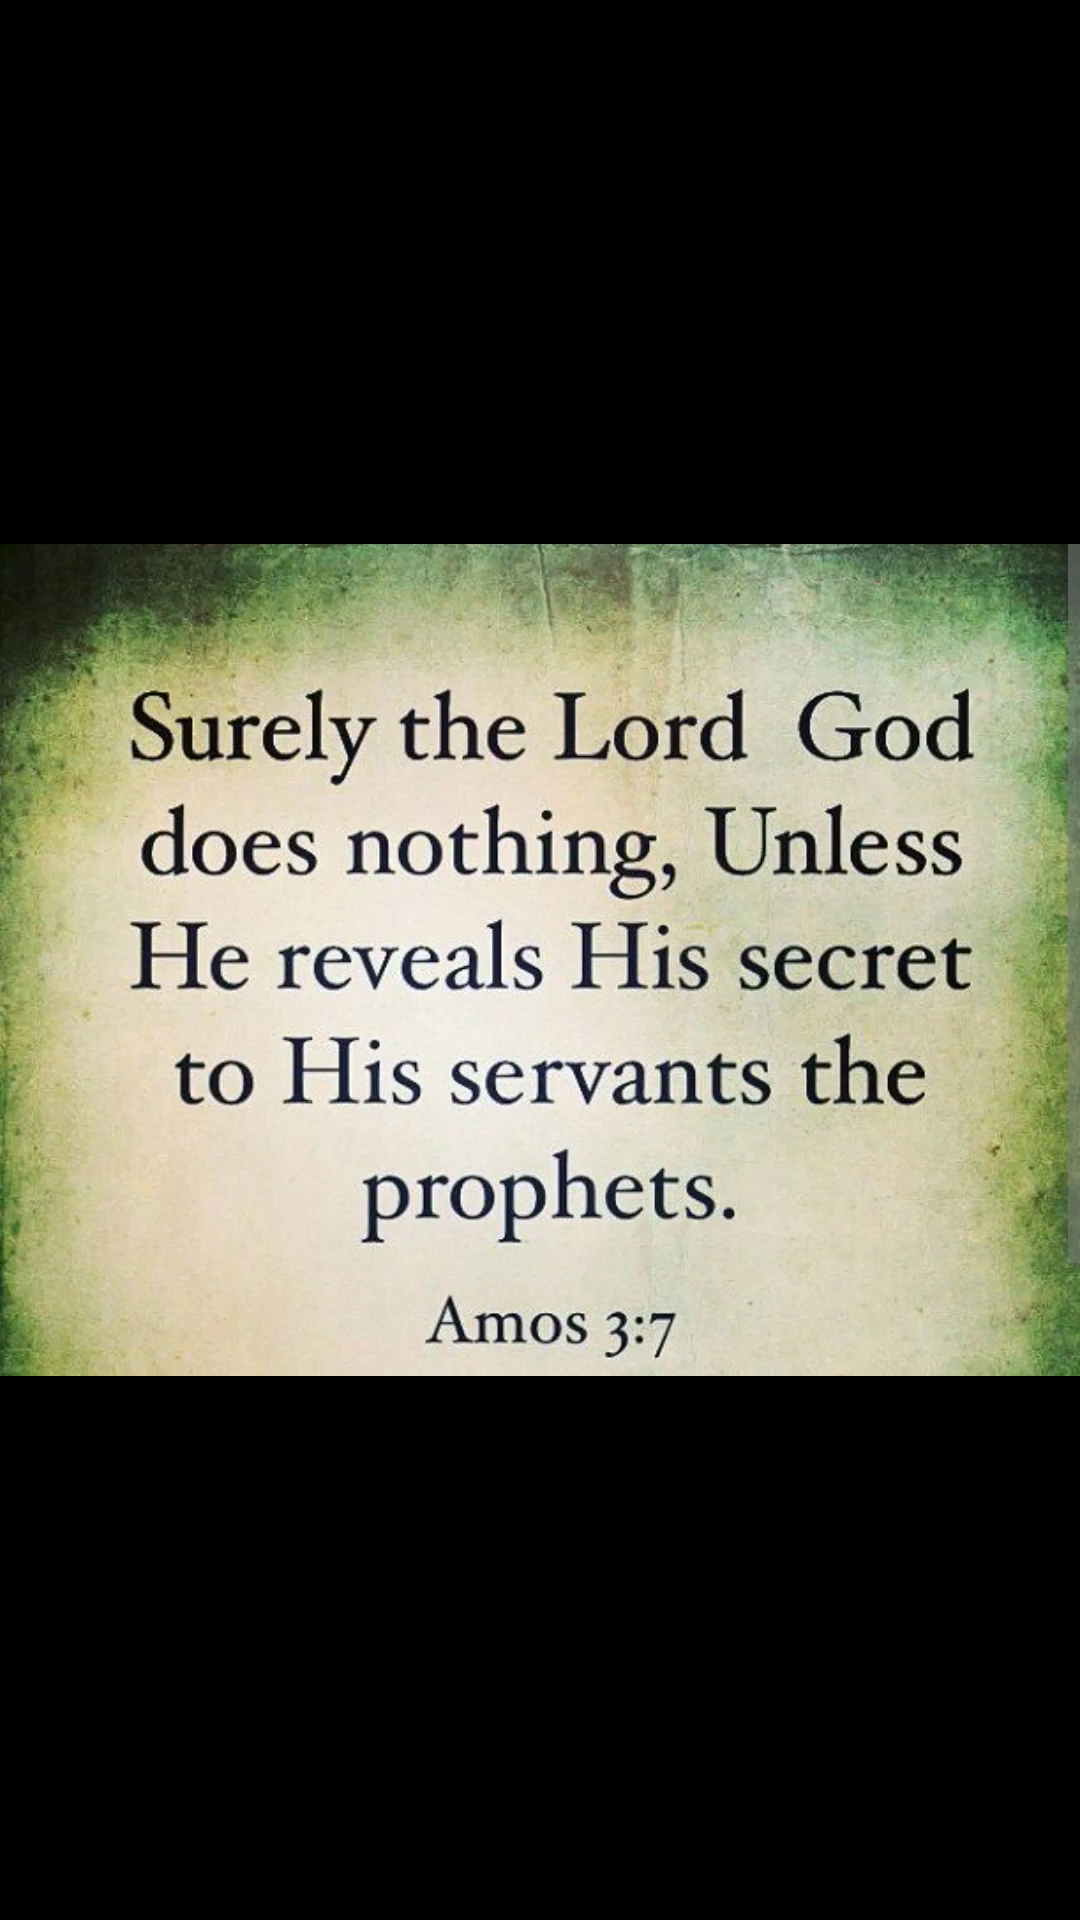 Surely the Lord God
does nothing, Unless
He reveals His secret
to His servants the
prophets.
Amos 3:7